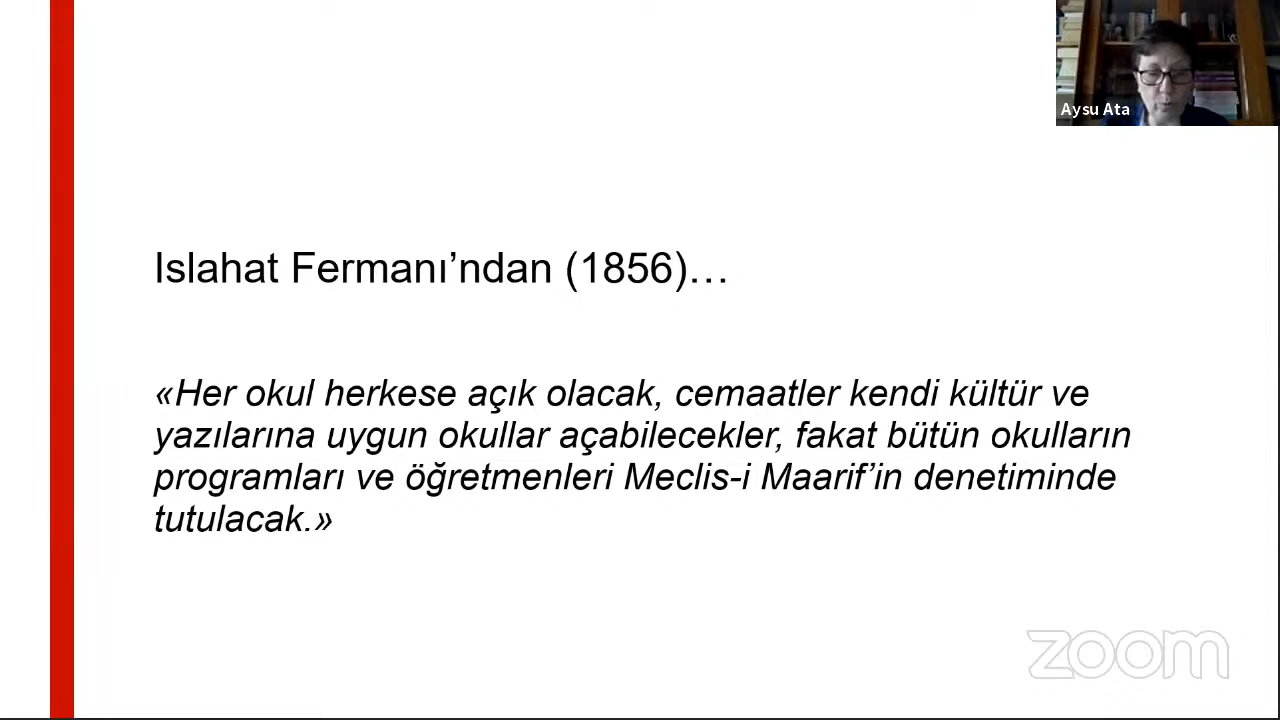 Aysu Ata
Islahat Fermanı’ndan (1856)…
«Her okul herkese açık olacak, cemaatler kendi kültür ve
yazılarına uygun okullar açabilecekler, fakat bütün okulların
programları ve öğretmenleri Meclis-i Maarif’in denetiminde
tutulacak.»
zoom